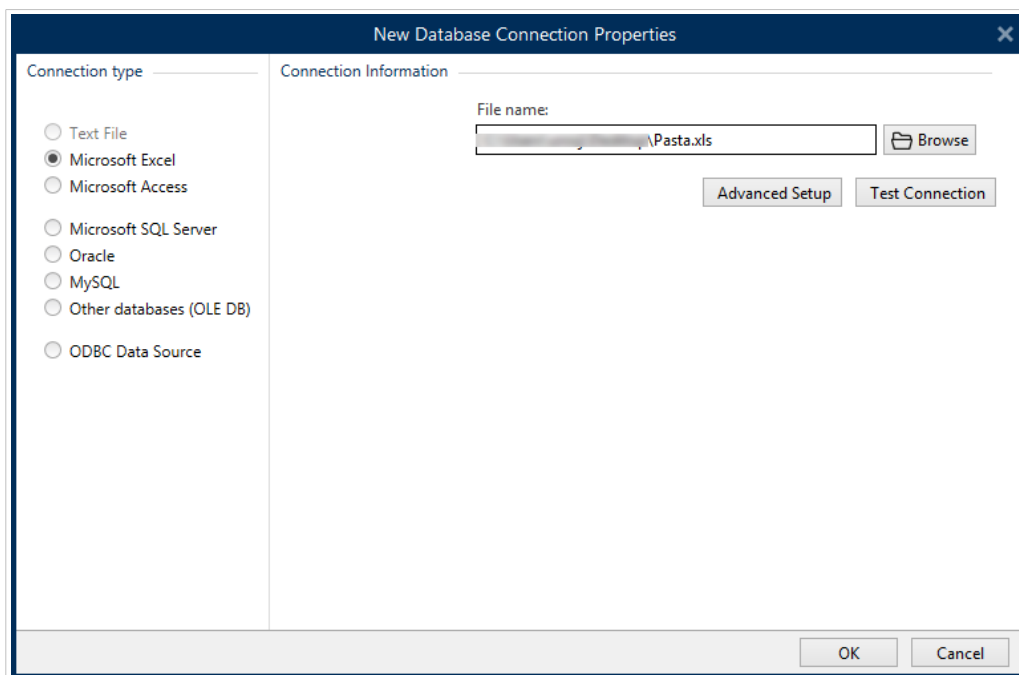 New Database Connection Properties
Connection type
Connection Information
File name:
\Pasta.xls
Browse
Advanced Setup
Test Connection
Text File
Microsoft Excel
Microsoft Access
Microsoft SQL Server
Oracle
MySQL
Other databases (OLE DB)
ODBC Data Source
OK
Cancel